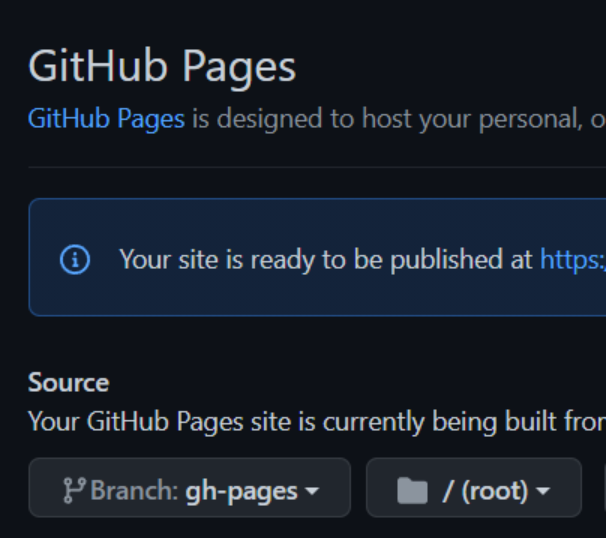 GitHub Pages
GitHub Pages is designed to host your personal,
Your site is ready to be published at https:/
Source
Your GitHub Pages site is currently being built from
Branch: gh-pages / (root)